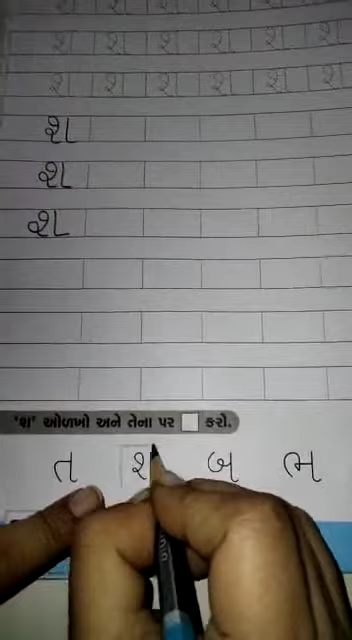 શ શ શ શ શ શ શ
શ શ શ શ શ શ
શ
શ
શ
'શ' ઓળખો અને તેના પર કરો.
ત શ બ ભ